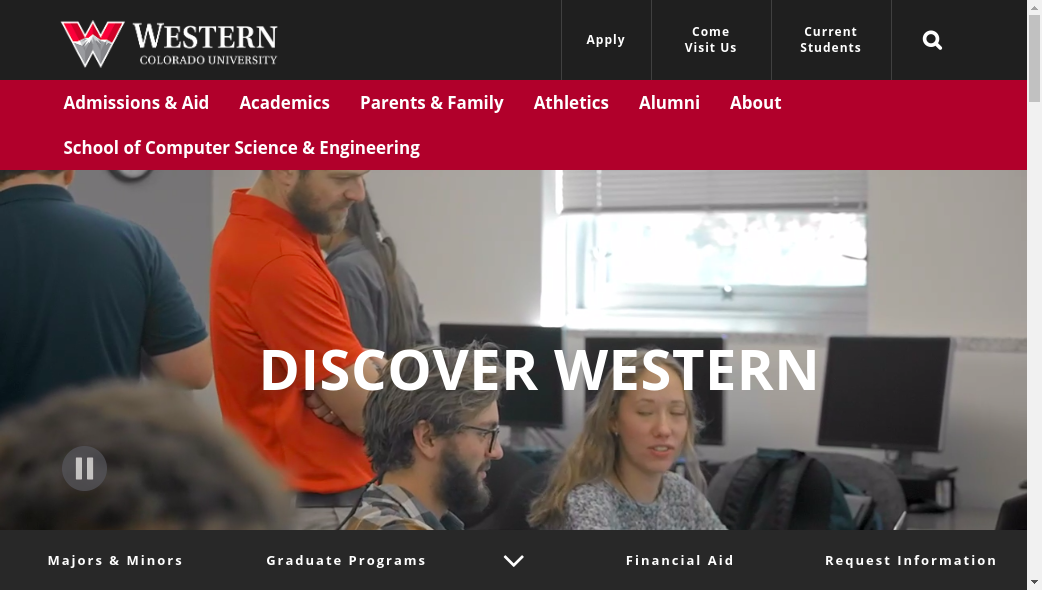 WESTERN
COLORADO UNIVERSITY
Apply
Come
Visit Us
Current
Students
Admissions & Aid
Academics
Parents & Family
Athletics
Alumni
About
School of Computer Science & Engineering
DISCOVER WESTERN
Majors & Minors
Graduate Programs
Financial Aid
Request Information